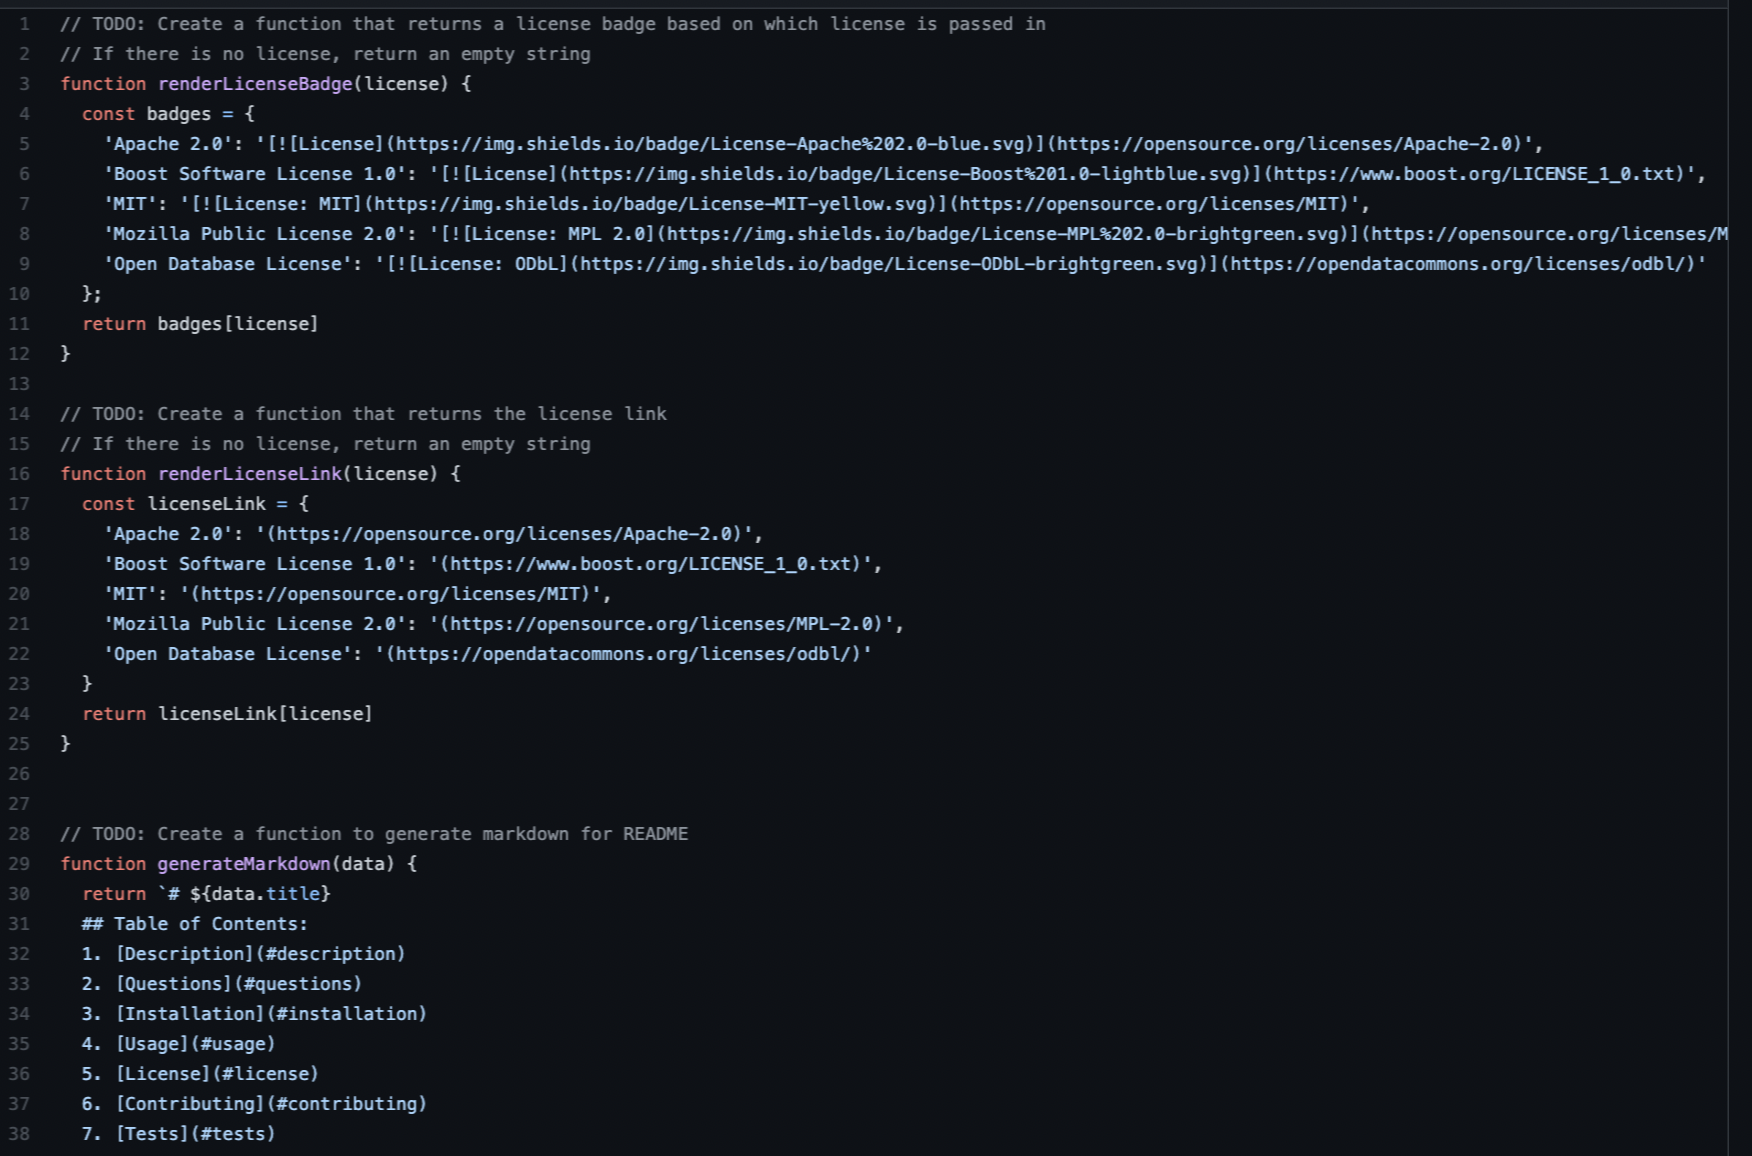 1 // TODO: Create a function that returns a license badge based on which license is passed in
2 // If there is no license, return an empty string
3 function renderLicenseBadge(license) {
4 const badges = {
5 'Apache 2.0': '[![License](https://img.shields.io/badge/License-Apache%202.0-blue.svg)](https://opensource.org/licenses/Apache-2.0)',
6 'Boost Software License 1.0': '[![License](https://img.shields.io/badge/License-Boost%201.0-lightblue.svg)](https://www.boost.org/LICENSE_1_0.txt)',
7 'MIT': '[![License: MIT](https://img.shields.io/badge/License-MIT-yellow.svg)](https://opensource.org/licenses/MIT)',
8 'Mozilla Public License 2.0': '[![License: MPL 2.0](https://img.shields.io/badge/License-MPL%202.0-brightgreen.svg)](https://opensource.org/licenses/M
9 'Open Database License': '[![License: ODbL](https://img.shields.io/badge/License-ODbL-brightgreen.svg)](https://opendatacommons.org/licenses/odbl/)'
10 };
11 return badges[license]
12 }
13
14 // TODO: Create a function that returns the license link
15 // If there is no license, return an empty string
16 function renderLicenseLink(license) {
17 const licenseLink = {
18 'Apache 2.0': '(https://opensource.org/licenses/Apache-2.0)',
19 'Boost Software License 1.0': '(https://www.boost.org/LICENSE_1_0.txt)',
20 'MIT': '(https://opensource.org/licenses/MIT)',
21 'Mozilla Public License 2.0': '(https://opensource.org/licenses/MPL-2.0)',
22 'Open Database License': '(https://opendatacommons.org/licenses/odbl/)'
23 }
24 return licenseLink[license]
25 }
26
27
28 // TODO: Create a function to generate markdown for README
29 function generateMarkdown(data) {
30 return `# ${data.title}
31 ## Table of Contents:
32 1. [Description](#description)
33 2. [Questions](#questions)
34 3. [Installation](#installation)
35 4. [Usage](#usage)
36 5. [License](#license)
37 6. [Contributing](#contributing)
38 7. [Tests](#tests)